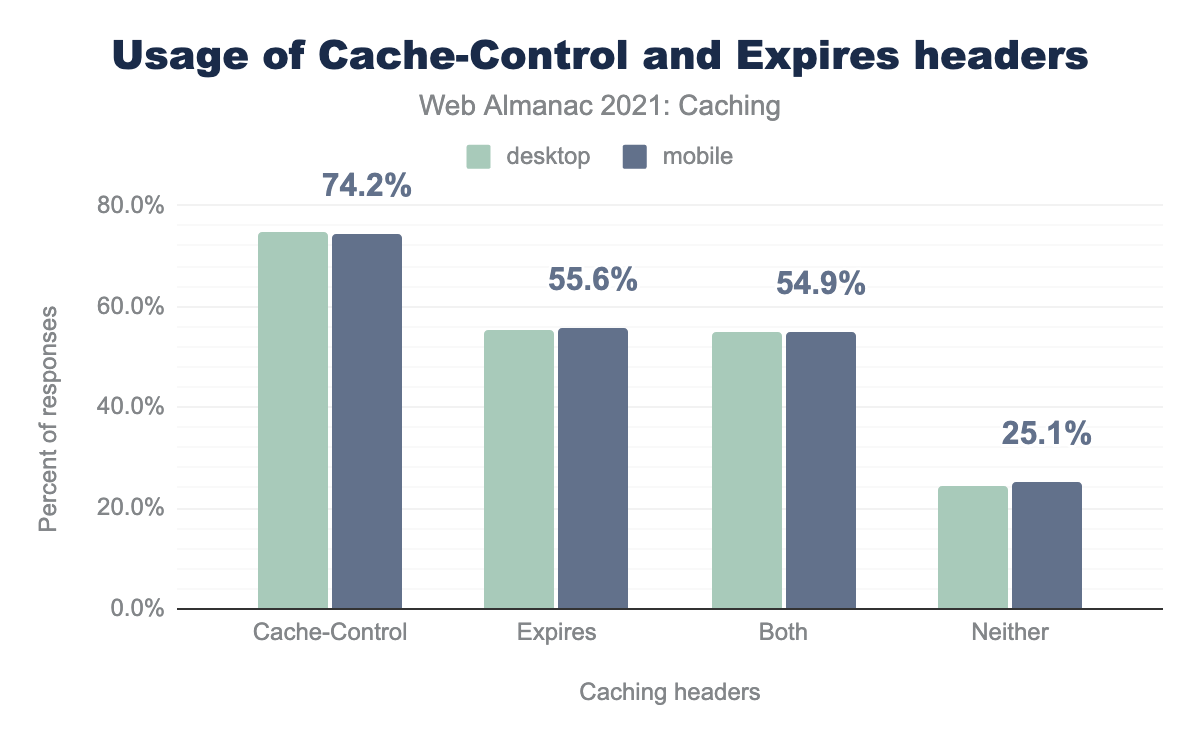 Usage of Cache-Control and Expires headers
Web Almanac 2021: Caching
desktop mobile
74.2%
80.0%
55.6%
54.9%
60.0%
40.0%
25.1%
20.0%
0.0%
Percent of responses
Cache-Control Expires Both Neither
Caching headers